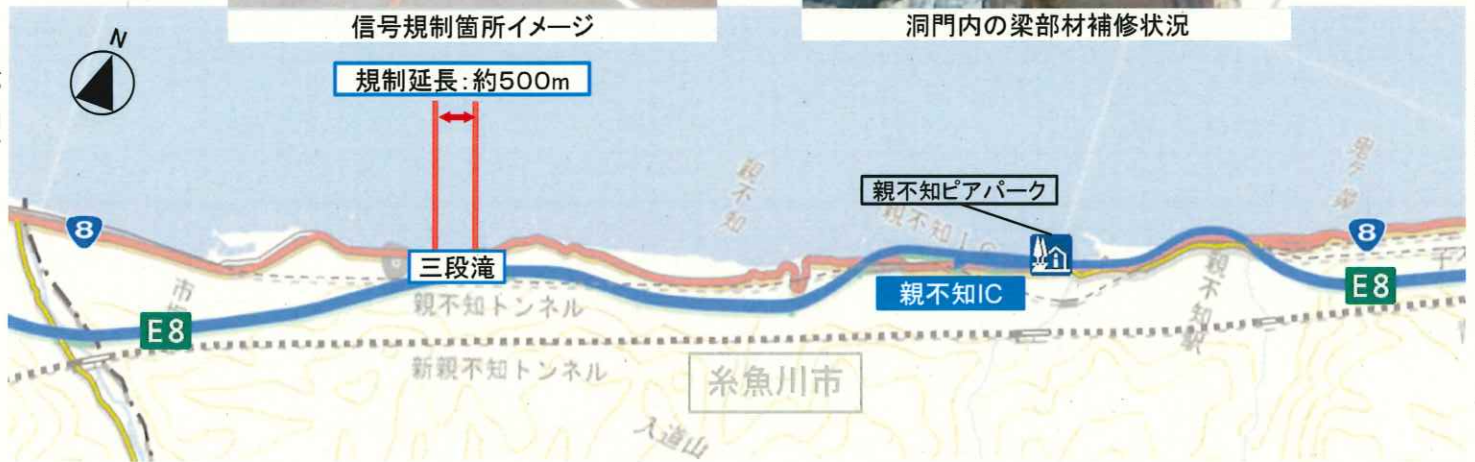 信号規制箇所イメージ
洞門内の梁部材補修状況
N
規制延長:約500m
親不知
親不知ピアパーク
親不知IC
8
8
三段滝
親不知IC
E8
E8
親不知トンネル
親不知駅
新親不知トンネル
糸魚川市
入道山